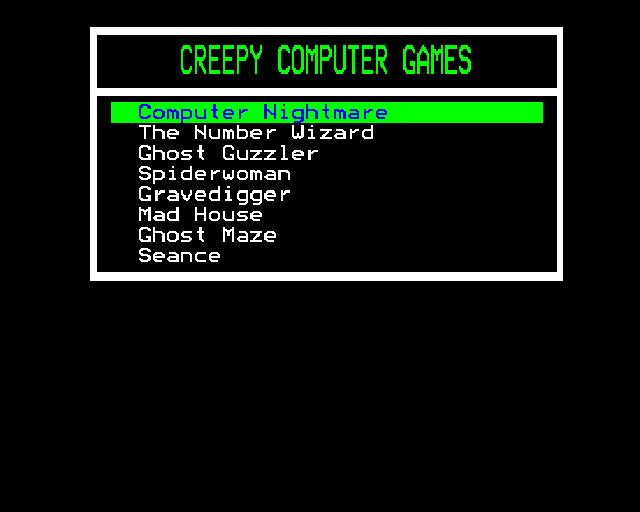 CREEPY COMPUTER GAMES
Computer Nightmare
The Number Wizard
Ghost Guzzler
Spiderwoman
Gravedigger
Mad House
Ghost Maze
Seance